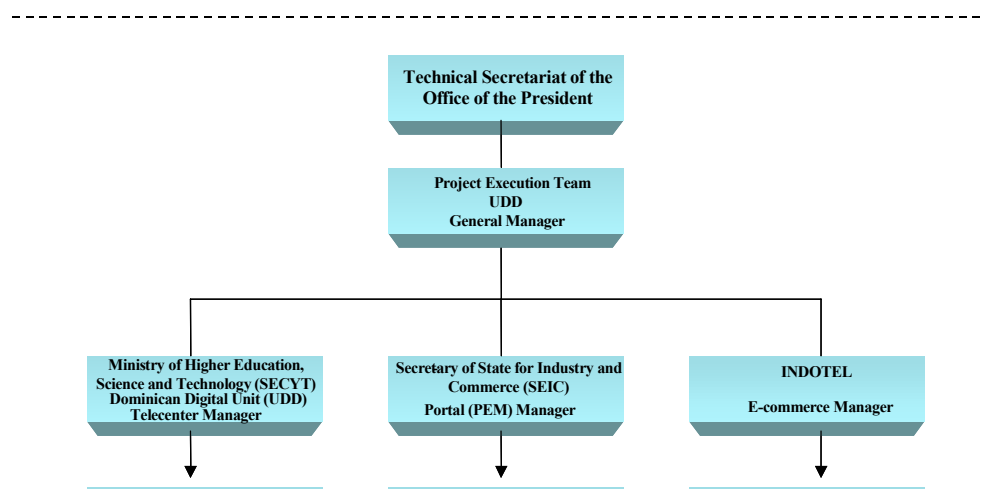 Technical Secretariat of the
Office of the President
Project Execution Team
UDD
General Manager
Ministry of Higher Education,
Science and Technology (SECYT)
Dominican Digital Unit (UDD)
Telecenter Manager
Secretary of State for Industry and
Commerce (SEIC)
Portal (PEM) Manager
INDOTEL
E-commerce Manager